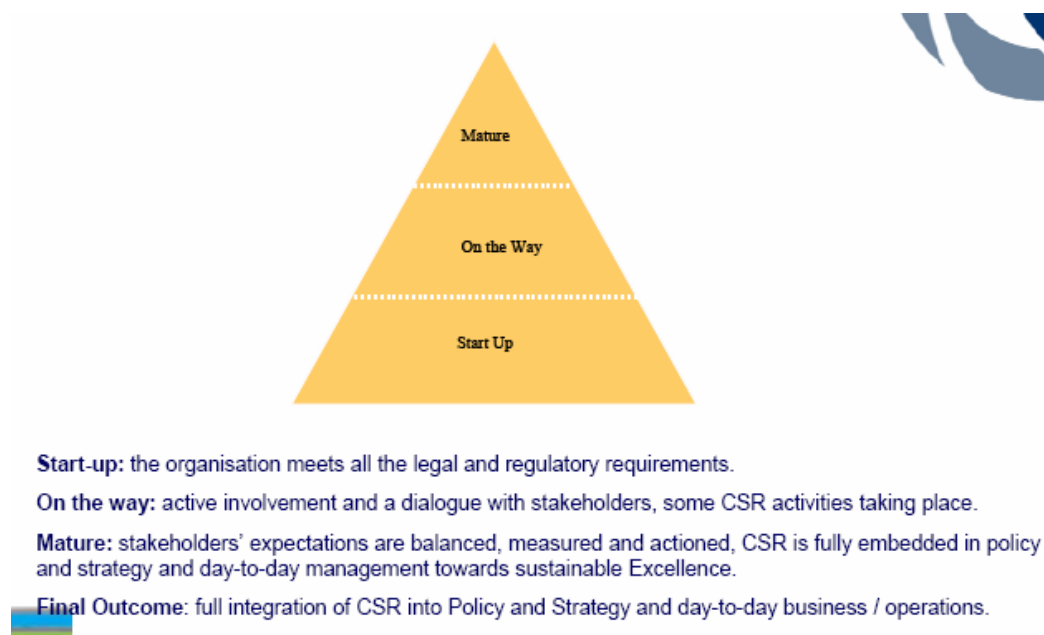 Mature
On the Way
Start Up
Start-up: the organisation meets all the legal and regulatory requirements.
On the way: active involvement and a dialogue with stakeholders, some CSR activities taking place.
Mature: stakeholders’ expectations are balanced, measured and actioned, CSR is fully embedded in policy
and strategy and day-to-day management towards sustainable Excellence.
Final Outcome: full integration of CSR into Policy and Strategy and day-to-day business / operations.